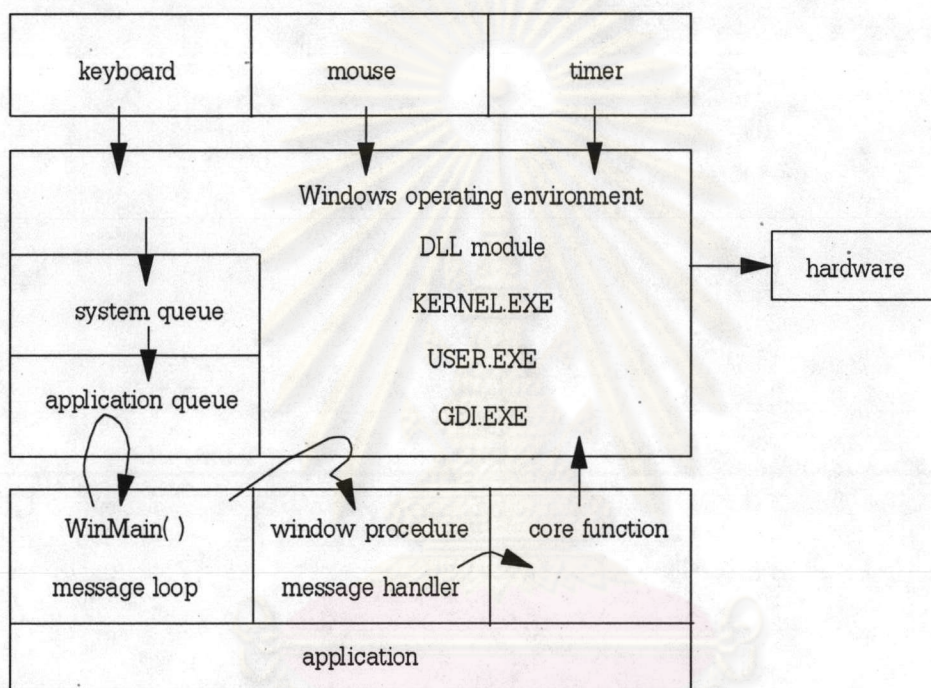 keyboard
mouse
timer
Windows operating environment
DLL module
KERNEL.EXE
USER.EXE
GDI.EXE
hardware
system queue
application queue
WinMain( )
message loop
window procedure
message handler
core function
application